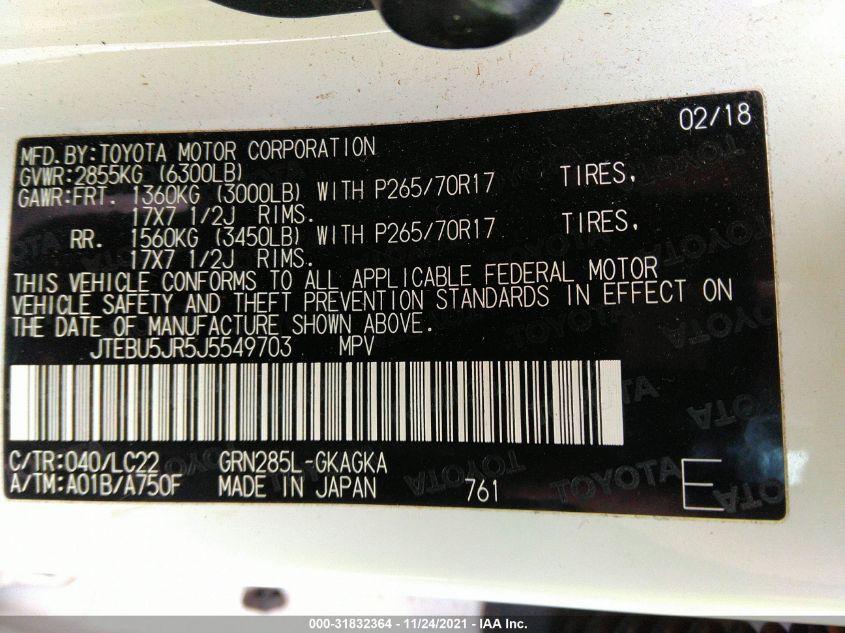 02/18
MFD.BY:TOYOTA MOTOR CORPORATION
GVWR:2855KG (6300LB)
GAWR:FRT. 1360KG (3000LB) WITH P265/70R17 TIRES,
17X7 1/2J RIMS.
RR. 1560KG (3450LB) WITH P265/70R17 TIRES,
17X7 1/2J RIMS.
THIS VEHICLE CONFORMS TO ALL APPLICABLE FEDERAL MOTOR
VEHICLE SAFETY AND THEFT PREVENTION STANDARDS IN EFFECT ON
THE DATE OF MANUFACTURE SHOWN ABOVE.
JTEBU5JR5J5549703 MPV
C/TR:040/LC22 GRN285L-GKAGKA
A/TM:A01B/A750F MADE IN JAPAN 761 E
TOYOTA
000-31832364 - 11/24/2021 - IAA Inc.